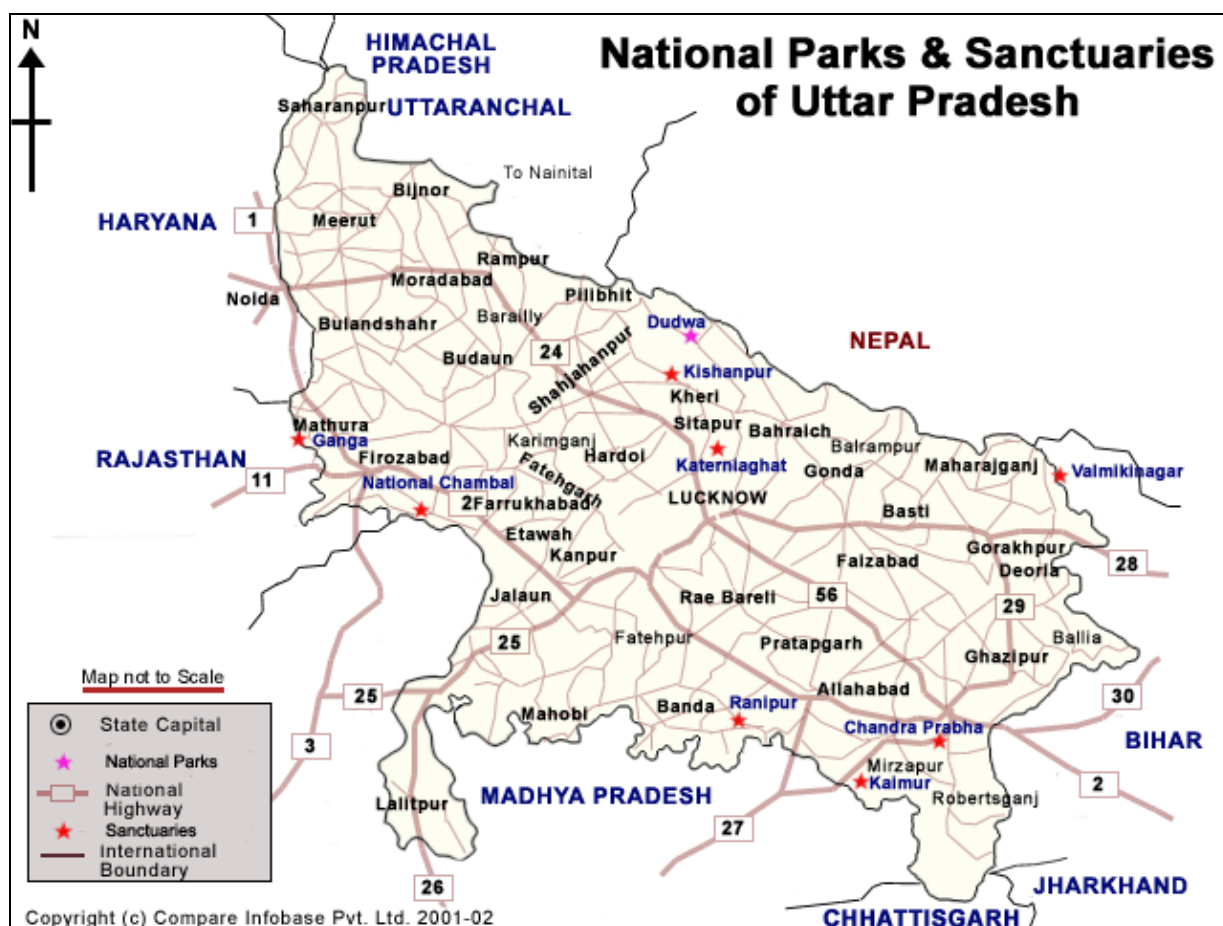 N
HIMACHAL
PRADESH
National Parks & Sanctuaries
of Uttar Pradesh
Saharanpur
UTTARANCHAL
To Nainital
Bijnor
HARYANA
1
Meerut
Rampur
Moradabad
Noida
Pilibhit
Barailly
Bulandshahr
Dudwa
NEPAL
Budaun
24
Shahjahanpur
Kishanpur
Kheri
Mathura
Ganga
Sitapur
Bahraich
Karimganj
Balrampur
RAJASTHAN
Firozabad
Hardoi
Katerniaghat
Gonda
Maharajganj
Valmikinagar
11
National Chambal
Fatehgarh
2
Farrukhabad
LUCKNOW
Basti
Etawah
Kanpur
Faizabad
Gorakhpur
Deoria
28
Jalaun
Rae Bareli
56
29
25
Fatehpur
Pratapgarh
Ballia
Ghazipur
Map not to Scale
25
Allahabad
30
Mahobi
Banda
Ranipur
Chandra Prabha
3
BIHAR
Mirzapur
Kaimur
2
Lalitpur
MADHYA PRADESH
Robertsganj
27
26
JHARKHAND
CHHATTISGARH
State Capital
National Parks
National
Highway
Sanctuaries
International
Boundary
Copyright (c) Compare Infobase Pvt. Ltd. 2001-02